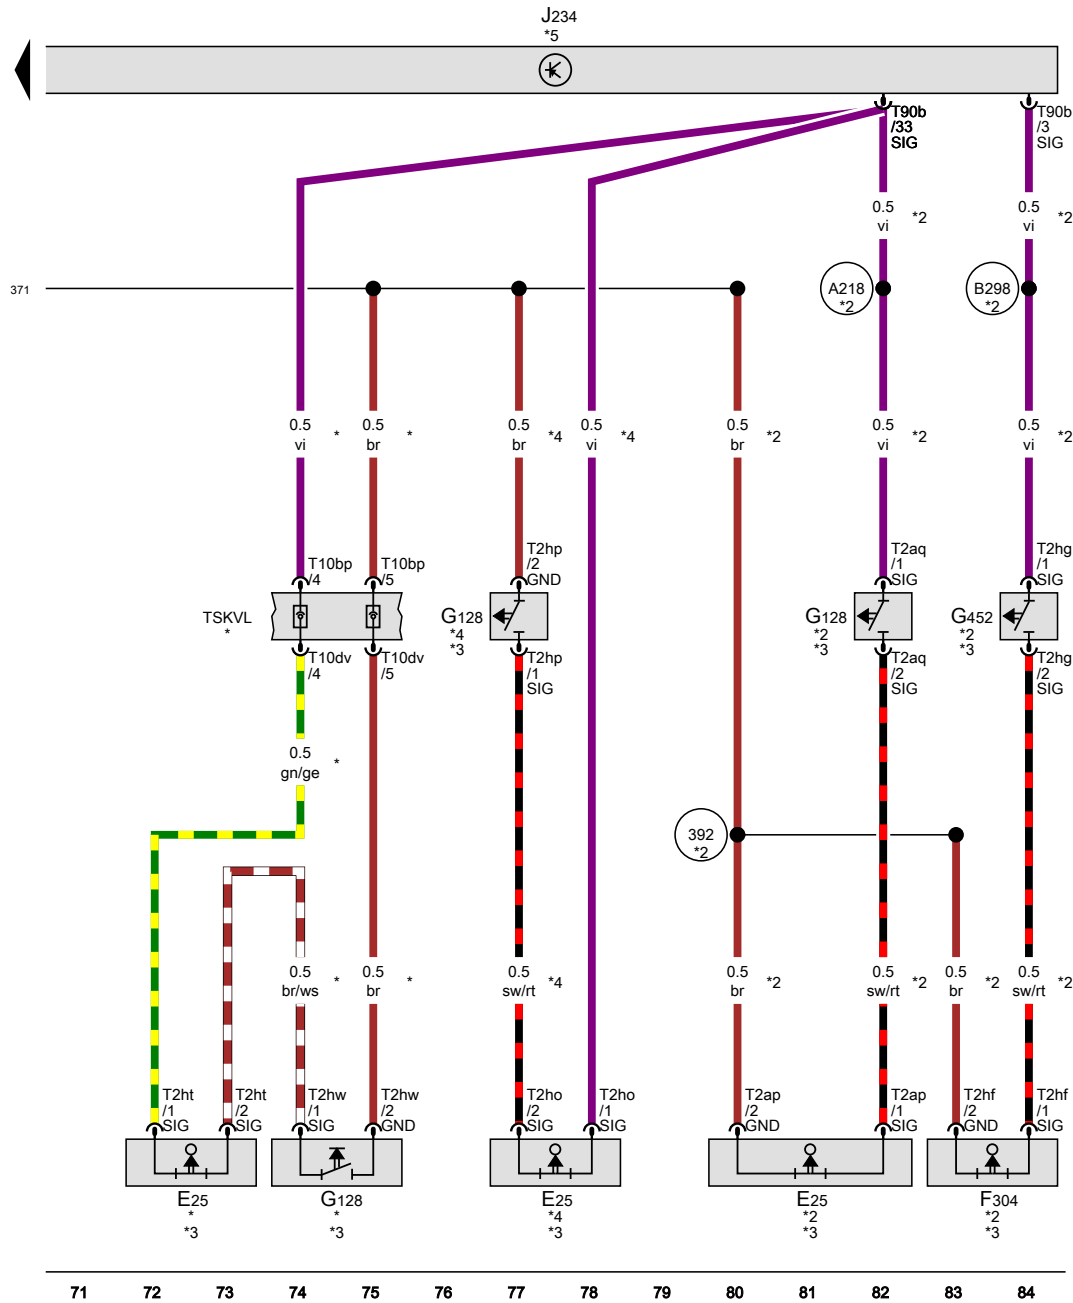 J234
*5
T90b
/33
SIG
T90b
/3
SIG
0.5
vi
*2
0.5
vi
*2
371
A218
*2
B298
*2
0.5
vi
*
0.5
br
*
0.5
br
*4
0.5
vi
*4
0.5
br
*2
0.5
vi
*2
0.5
vi
*2
T10bp
/4
T10bp
/5
T2hp
/2
GND
T2aq
/1
SIG
T2hg
/1
SIG
TSKVL
*
G128
*4
*3
G128
*2
*3
G452
*2
*3
T10dv
/4
T10dv
/5
T2hp
/1
SIG
T2aq
/2
SIG
T2hg
/2
SIG
0.5
gn/ge
*
392
*2
0.5
br/ws
*
0.5
br
*
0.5
sw/rt
*4
0.5
br
*2
0.5
sw/rt
*2
0.5
br
*2
0.5
sw/rt
*2
T2ht
/1
SIG
T2ht
/2
SIG
T2hw
/1
SIG
T2hw
/2
GND
T2ho
/2
SIG
T2ho
/1
SIG
T2ap
/2
GND
T2ap
/1
SIG
T2hf
/2
GND
T2hf
/1
SIG
E25
*
*3
G128
*
*3
E25
*4
*3
E25
*2
*3
F304
*2
*3
71 72 73 74 75 76 77 78 79 80 81 82 83 84